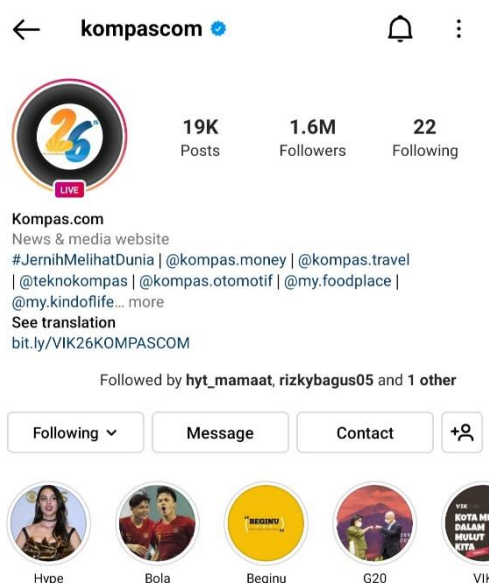 kompascom
26
LIVE
19K 1.6M 22
Posts Followers Following
Kompas.com
News & media website
#JernihMelihatDunia | @kompas.money | @kompas.travel
| @teknokompas | @kompas.otomotif | @my.foodplace |
@my.kindoflife... more
See translation
bit.ly/VIK26KOMPASCOM
Followed by hyt_mamaat, rizkybagus05 and 1 other
Following Message Contact
"BEGINU"
VIK
KOTA M
DALAM
MULUT
KITA
Hype Bola Beginu G20 VIK